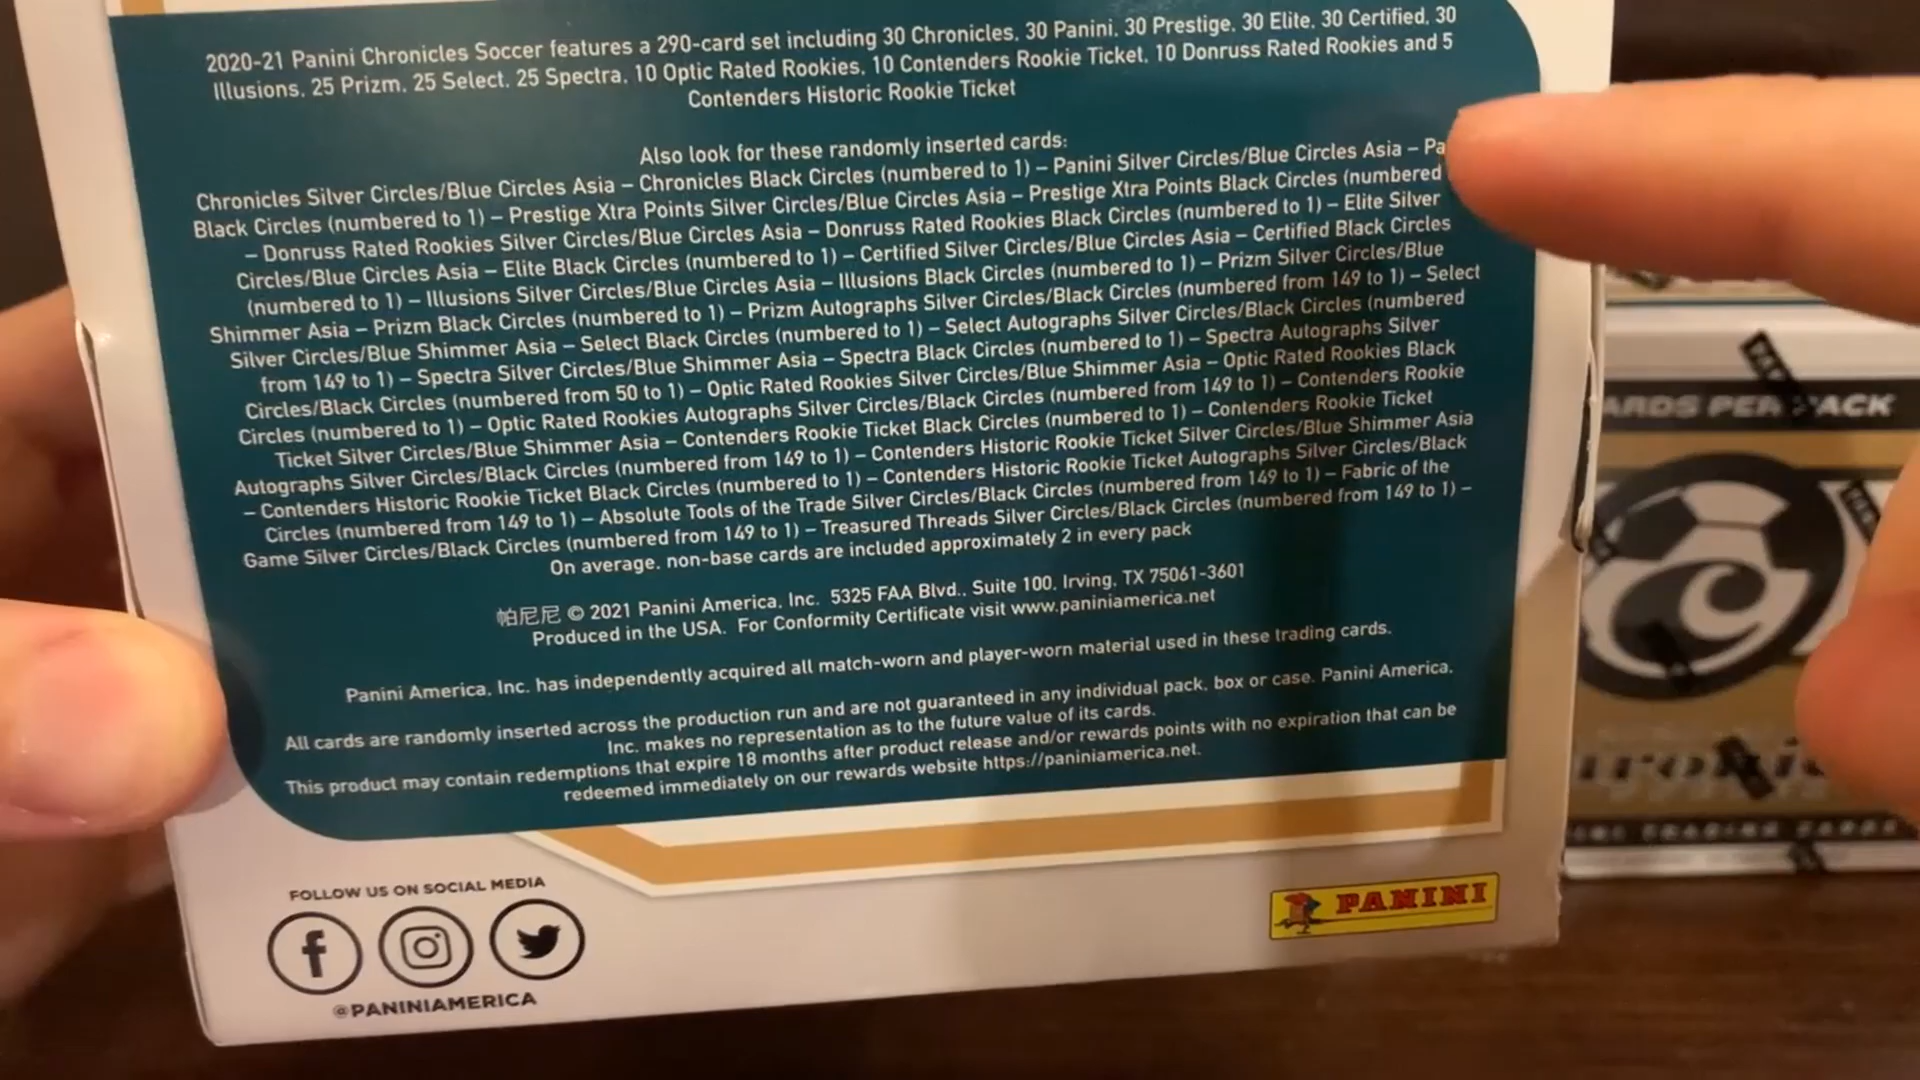 2020-21 Panini Chronicles Soccer features a 290-card set including 30 Chronicles, 30 Panini, 30 Prestige, 30 Elite, 30 Certified, 30
Illusions, 25 Prizm, 25 Select, 25 Spectra, 10 Optic Rated Rookies, 10 Contenders Rookie Ticket, 10 Donruss Rated Rookies and 5
Contenders Historic Rookie Ticket
Also look for these randomly inserted cards:
Chronicles Silver Circles/Blue Circles Asia – Chronicles Black Circles (numbered to 1) – Panini Silver Circles/Blue Circles Asia – Pa
Black Circles (numbered to 1) – Prestige Xtra Points Silver Circles/Blue Circles Asia – Prestige Xtra Points Black Circles (numbered
– Donruss Rated Rookies Silver Circles/Blue Circles Asia – Donruss Rated Rookies Black Circles (numbered to 1) – Elite Silver
Circles/Blue Circles Asia – Elite Black Circles (numbered to 1) – Certified Silver Circles/Blue Circles Asia – Certified Black Circles
(numbered to 1) – Illusions Silver Circles/Blue Circles Asia – Illusions Black Circles (numbered to 1) – Prizm Silver Circles/Blue
Shimmer Asia – Prizm Black Circles (numbered to 1) – Prizm Autographs Silver Circles/Black Circles (numbered from 149 to 1) – Select
Silver Circles/Blue Shimmer Asia – Select Black Circles (numbered to 1) – Select Autographs Silver Circles/Black Circles (numbered
from 149 to 1) – Spectra Silver Circles/Blue Shimmer Asia – Spectra Black Circles (numbered to 1) – Spectra Autographs Silver
Circles/Black Circles (numbered from 50 to 1) – Optic Rated Rookies Silver Circles/Blue Shimmer Asia – Optic Rated Rookies Black
Circles (numbered to 1) – Optic Rated Rookies Autographs Silver Circles/Black Circles (numbered from 149 to 1) – Contenders Rookie
Ticket Silver Circles/Blue Shimmer Asia – Contenders Rookie Ticket Black Circles (numbered to 1) – Contenders Rookie Ticket
Autographs Silver Circles/Black Circles (numbered from 149 to 1) – Contenders Historic Rookie Ticket Silver Circles/Blue Shimmer Asia
– Contenders Historic Rookie Ticket Black Circles (numbered to 1) – Contenders Historic Rookie Ticket Autographs Silver Circles/Black
Circles (numbered from 149 to 1) – Absolute Tools of the Trade Silver Circles/Black Circles (numbered from 149 to 1) – Fabric of the
Game Silver Circles/Black Circles (numbered from 149 to 1) – Treasured Threads Silver Circles/Black Circles (numbered from 149 to 1) –
On average, non-base cards are included approximately 2 in every pack
帕尼尼 © 2021 Panini America, Inc. 5325 FAA Blvd., Suite 100, Irving, TX 75061-3601
Produced in the USA. For Conformity Certificate visit www.paniniamerica.net
Panini America, Inc. has independently acquired all match-worn and player-worn material used in these trading cards.
All cards are randomly inserted across the production run and are not guaranteed in any individual pack, box or case. Panini America,
Inc. makes no representation as to the future value of its cards.
This product may contain redemptions that expire 18 months after product release and/or rewards points with no expiration that can be
redeemed immediately on our rewards website https://paniniamerica.net.
FOLLOW US ON SOCIAL MEDIA
@PANINIAMERICA
PANINI
ARDS PER PACK